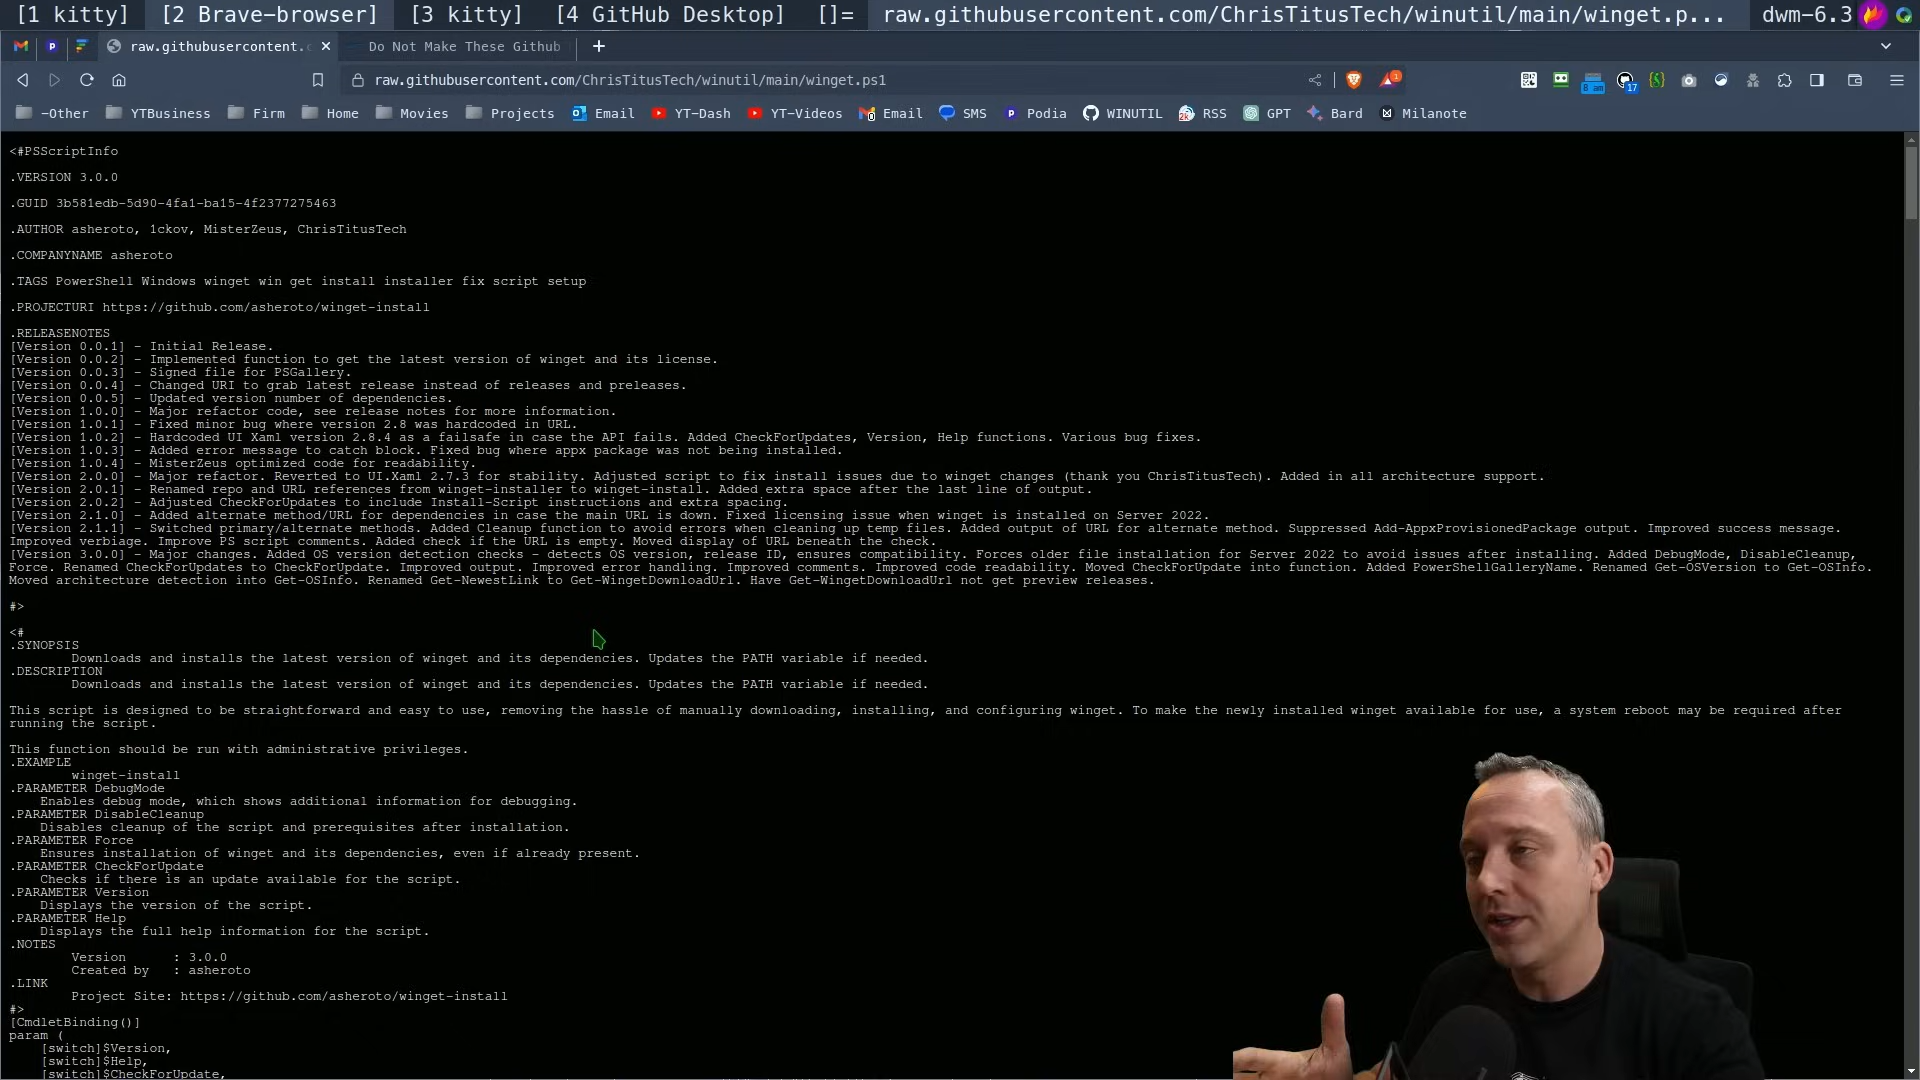 [1 kitty] [2 Brave-browser] [3 kitty] [4 GitHub Desktop] []= raw.githubusercontent.com/ChrisTitusTech/winutil/main/winget.p... dwm-6.3
raw.githubusercontent. Do Not Make These Github
raw.githubusercontent.com/ChrisTitusTech/winutil/main/winget.ps1
-Other YTBusiness Firm Home Movies Projects Email YT-Dash YT-Videos Email SMS Podia WINUTIL RSS GPT Bard Milanote
<#PSScriptInfo
.VERSION 3.0.0
.GUID 3b581edb-5d90-4fa1-ba15-4f2377275463
.AUTHOR asheroto, 1ckov, MisterZeus, ChrisTitusTech
.COMPANYNAME asheroto
.TAGS PowerShell Windows winget win get install installer fix script setup
.PROJECTURI https://github.com/asheroto/winget-install
.RELEASENOTES
[Version 0.0.1] - Initial Release.
[Version 0.0.2] - Implemented function to get the latest version of winget and its license.
[Version 0.0.3] - Signed file for PSGallery.
[Version 0.0.4] - Changed URI to grab latest release instead of releases and preleases.
[Version 0.0.5] - Updated version number of dependencies.
[Version 1.0.0] - Major refactor code, see release notes for more information.
[Version 1.0.1] - Fixed minor bug where version 2.8 was hardcoded in URL.
[Version 1.0.2] - Hardcoded UI Xaml version 2.8.4 as a failsafe in case the API fails. Added CheckForUpdates, Version, Help functions. Various bug fixes.
[Version 1.0.3] - Added error message to catch block. Fixed bug where appx package was not being installed.
[Version 1.0.4] - MisterZeus optimized code for readability.
[Version 2.0.0] - Major refactor. Reverted to UI.Xaml 2.7.3 for stability. Adjusted script to fix install issues due to winget changes (thank you ChrisTitusTech). Added in all architecture support.
[Version 2.0.1] - Renamed repo and URL references from winget-installer to winget-install. Added extra space after the last line of output.
[Version 2.0.2] - Adjusted CheckForUpdates to include Install-Script instructions and extra spacing.
[Version 2.1.0] - Added alternate method/URL for dependencies in case the main URL is down. Fixed licensing issue when winget is installed on Server 2022.
[Version 2.1.1] - Switched primary/alternate methods. Added Cleanup function to avoid errors when cleaning up temp files. Added output of URL for alternate method. Suppressed Add-AppxProvisionedPackage output. Improved success message.
Improved verbiage. Improve PS script comments. Added check if the URL is empty. Moved display of URL beneath the check.
[Version 3.0.0] - Major changes. Added OS version detection checks - detects OS version, release ID, ensures compatibility. Forces older file installation for Server 2022 to avoid issues after installing. Added DebugMode, DisableCleanup,
Force. Renamed CheckForUpdates to CheckForUpdate. Improved output. Improved error handling. Improved comments. Improved code readability. Moved CheckForUpdate into function. Added PowerShellGalleryName. Renamed Get-OSVersion to Get-OSInfo.
Moved architecture detection into Get-OSInfo. Renamed Get-NewestLink to Get-WingetDownloadUrl. Have Get-WingetDownloadUrl not get preview releases.
#>
<#
.SYNOPSIS
Downloads and installs the latest version of winget and its dependencies. Updates the PATH variable if needed.
.DESCRIPTION
Downloads and installs the latest version of winget and its dependencies. Updates the PATH variable if needed.
This script is designed to be straightforward and easy to use, removing the hassle of manually downloading, installing, and configuring winget. To make the newly installed winget available for use, a system reboot may be required after
running the script.
This function should be run with administrative privileges.
.EXAMPLE
winget-install
.PARAMETER DebugMode
Enables debug mode, which shows additional information for debugging.
.PARAMETER DisableCleanup
Disables cleanup of the script and prerequisites after installation.
.PARAMETER Force
Ensures installation of winget and its dependencies, even if already present.
.PARAMETER CheckForUpdate
Checks if there is an update available for the script.
.PARAMETER Version
Displays the version of the script.
.PARAMETER Help
Displays the full help information for the script.
.NOTES
Version : 3.0.0
Created by : asheroto
.LINK
Project Site: https://github.com/asheroto/winget-install
#>
[CmdletBinding()]
param (
[switch]$Version,
[switch]$Help,
[switch]$CheckForUpdate,